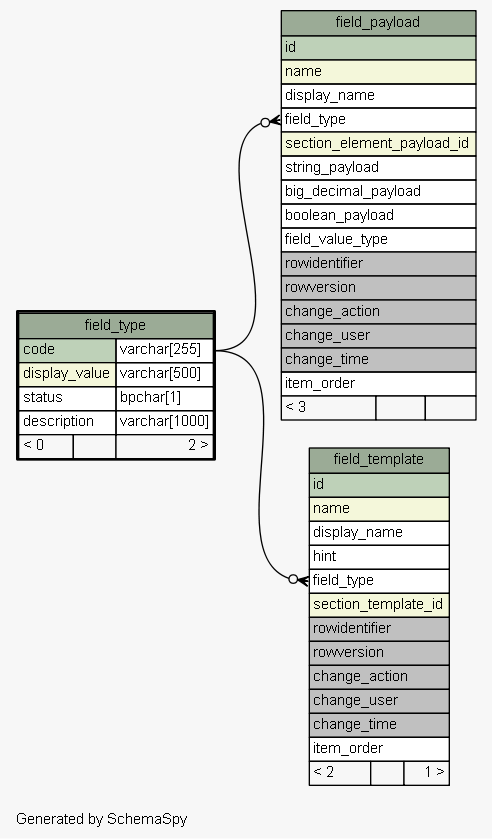 field_payload
id
name
display_name
field_type
section_element_payload_id
string_payload
big_decimal_payload
boolean_payload
field_value_type
rowidentifier
rowversion
change_action
change_user
change_time
item_order
< 3
field_type
code varchar[255]
display_value varchar[500]
status bpchar[1]
description varchar[1000]
< 0 2 >
field_template
id
name
display_name
hint
field_type
section_template_id
rowidentifier
rowversion
change_action
change_user
change_time
item_order
< 2 1 >
Generated by SchemaSpy